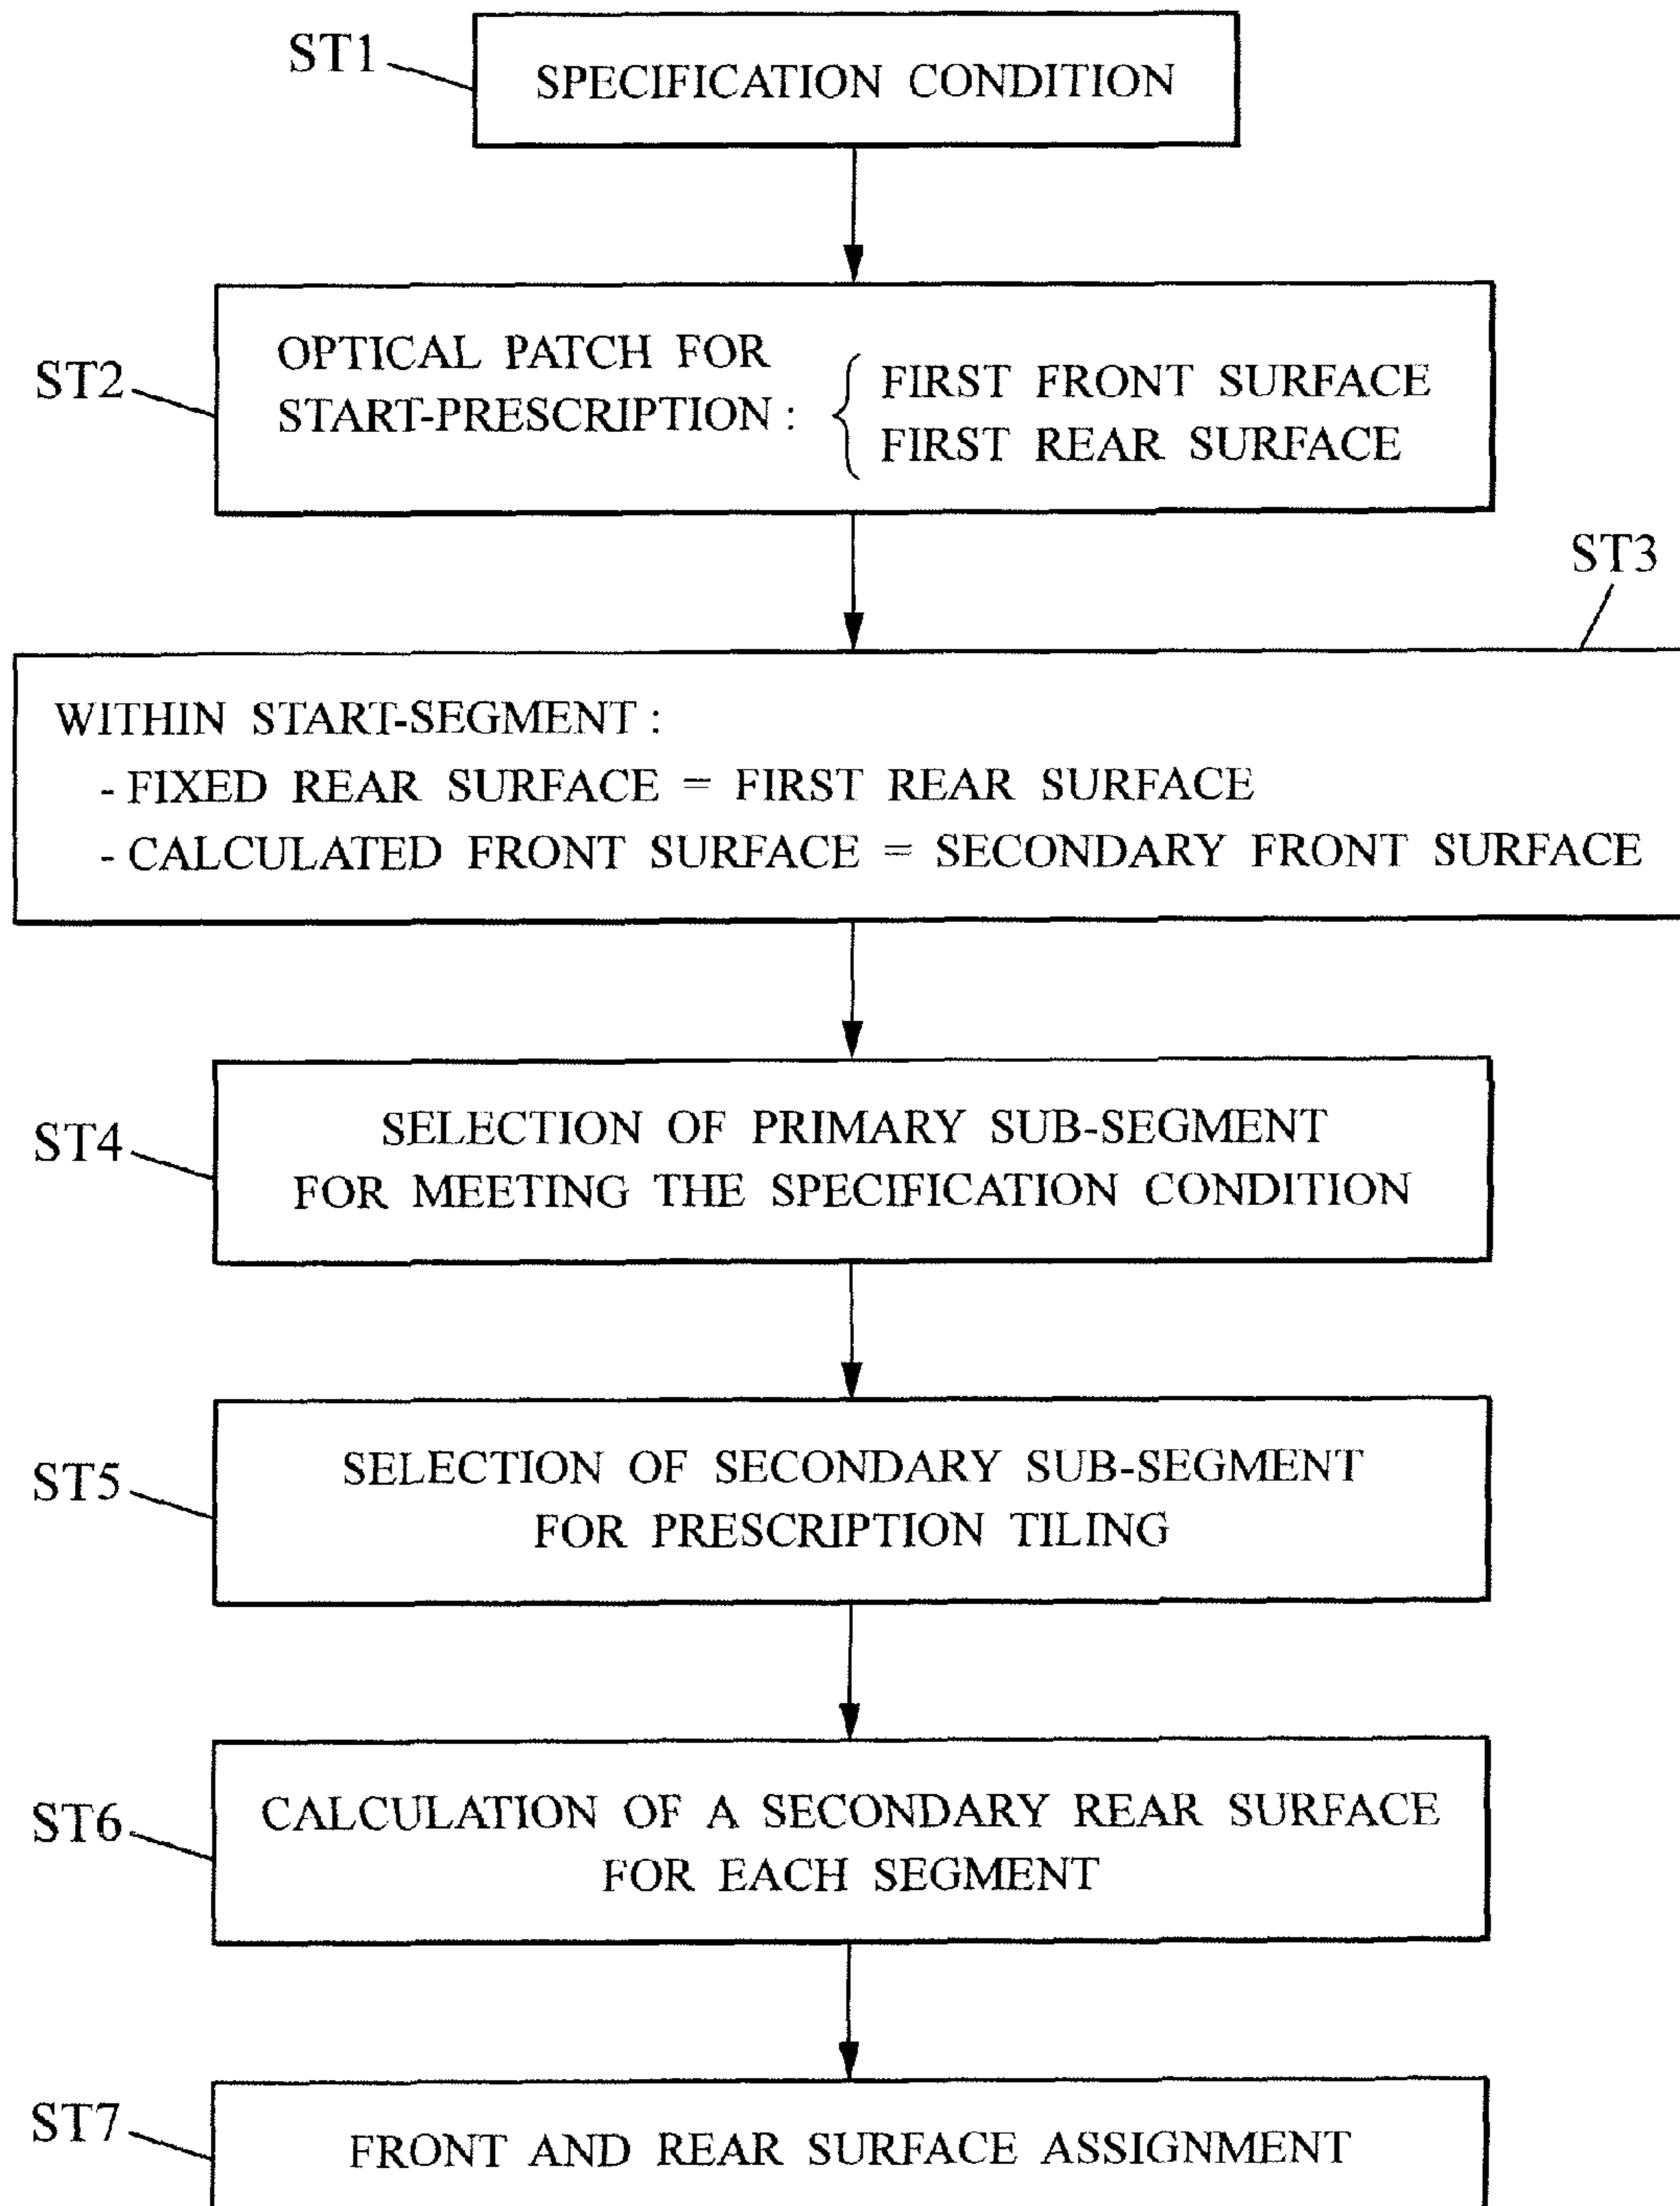 ST1
SPECIFICATION CONDITION
ST2
OPTICAL PATCH FOR
START-PRESCRIPTION :
FIRST FRONT SURFACE
FIRST REAR SURFACE
ST3
WITHIN START-SEGMENT :
- FIXED REAR SURFACE = FIRST REAR SURFACE
- CALCULATED FRONT SURFACE = SECONDARY FRONT SURFACE
ST4
SELECTION OF PRIMARY SUB-SEGMENT
FOR MEETING THE SPECIFICATION CONDITION
ST5
SELECTION OF SECONDARY SUB-SEGMENT
FOR PRESCRIPTION TILING
ST6
CALCULATION OF A SECONDARY REAR SURFACE
FOR EACH SEGMENT
ST7
FRONT AND REAR SURFACE ASSIGNMENT